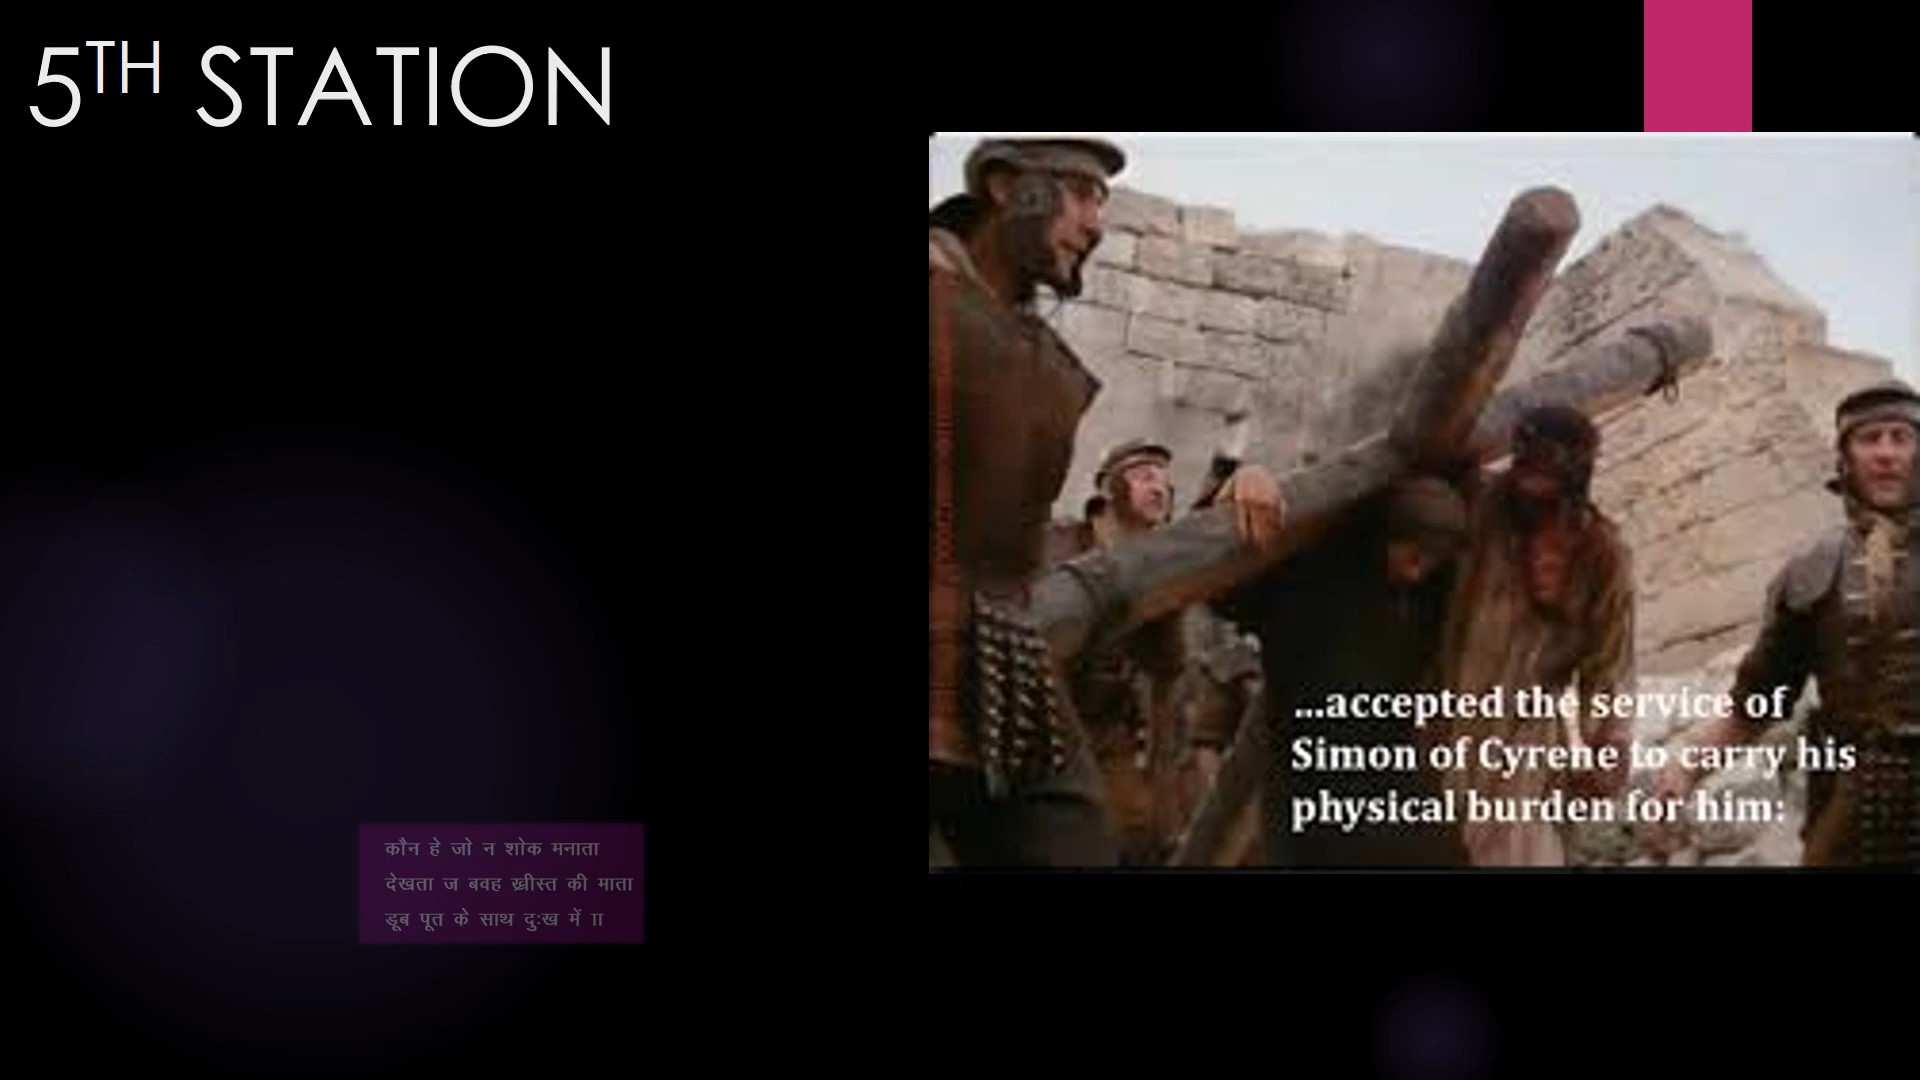 5TH STATION
...accepted the service of
Simon of Cyrene to carry his
physical burden for him:
कौन हे जो न शोक मनाता
देखता ज बवह ख्रीस्त की माता
डूब पूत के साथ दुःख में ाा